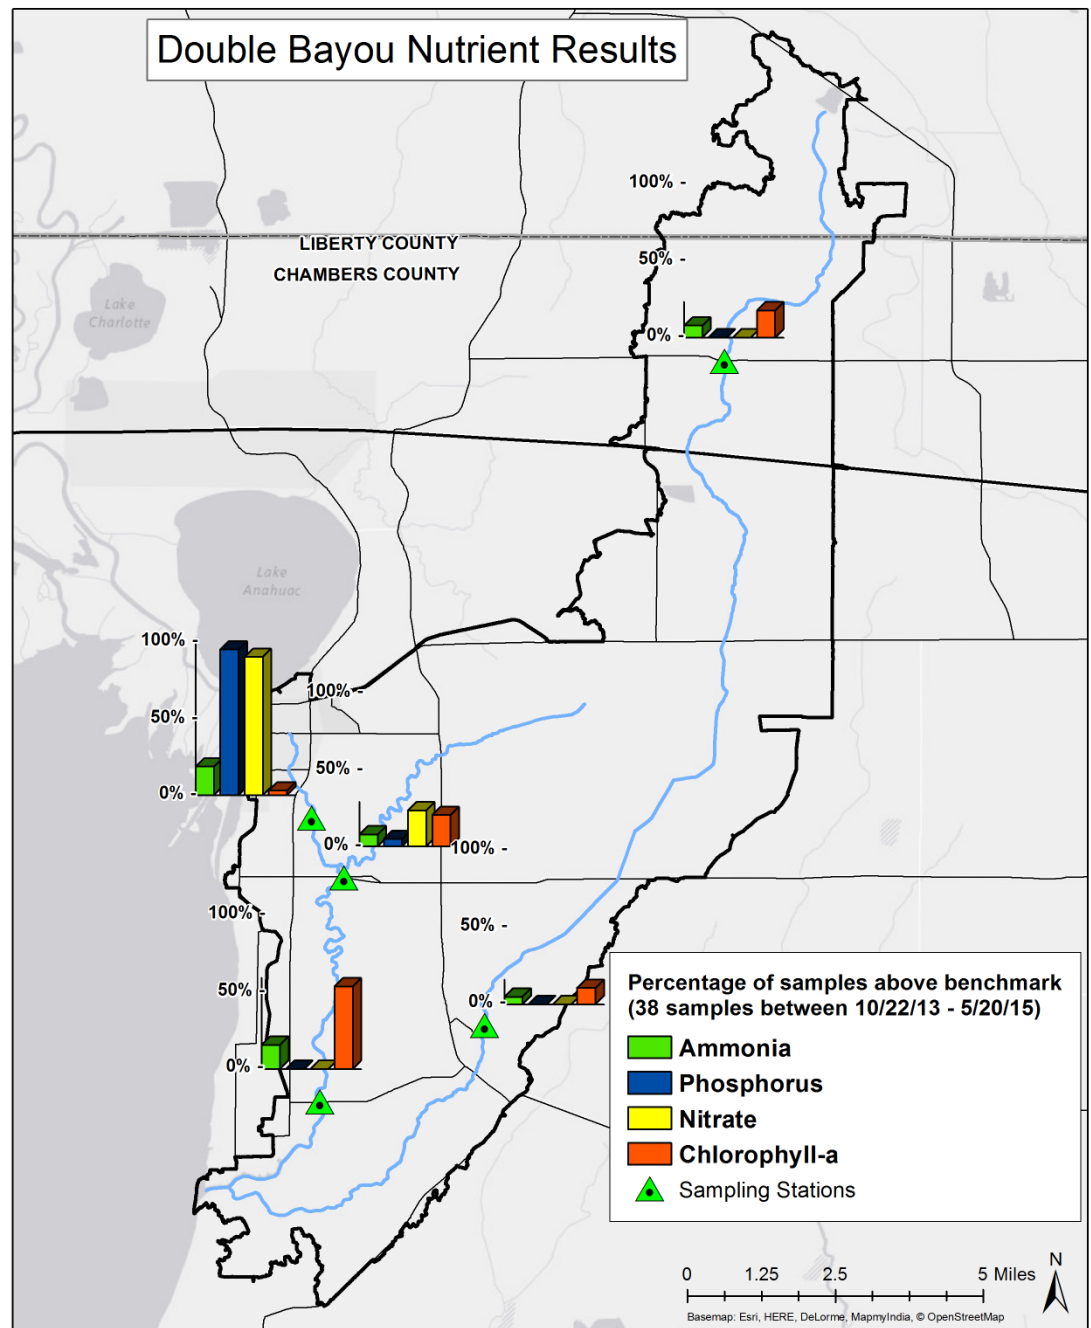 Double Bayou Nutrient Results
100% -
50% -
0% -
LIBERTY COUNTY
CHAMBERS COUNTY
Lake
Charlotte
Lake
Anahuac
100% -
50% -
0% -
100% -
50% -
0% -
100% -
50% -
0% -
100% -
50% -
0% -
Percentage of samples above benchmark
(38 samples between 10/22/13 - 5/20/15)
Ammonia
Phosphorus
Nitrate
Chlorophyll-a
Sampling Stations
0 1.25 2.5 5 Miles
N
Basemap: Esri, HERE, DeLorme, MapmyIndia, © OpenStreetMap